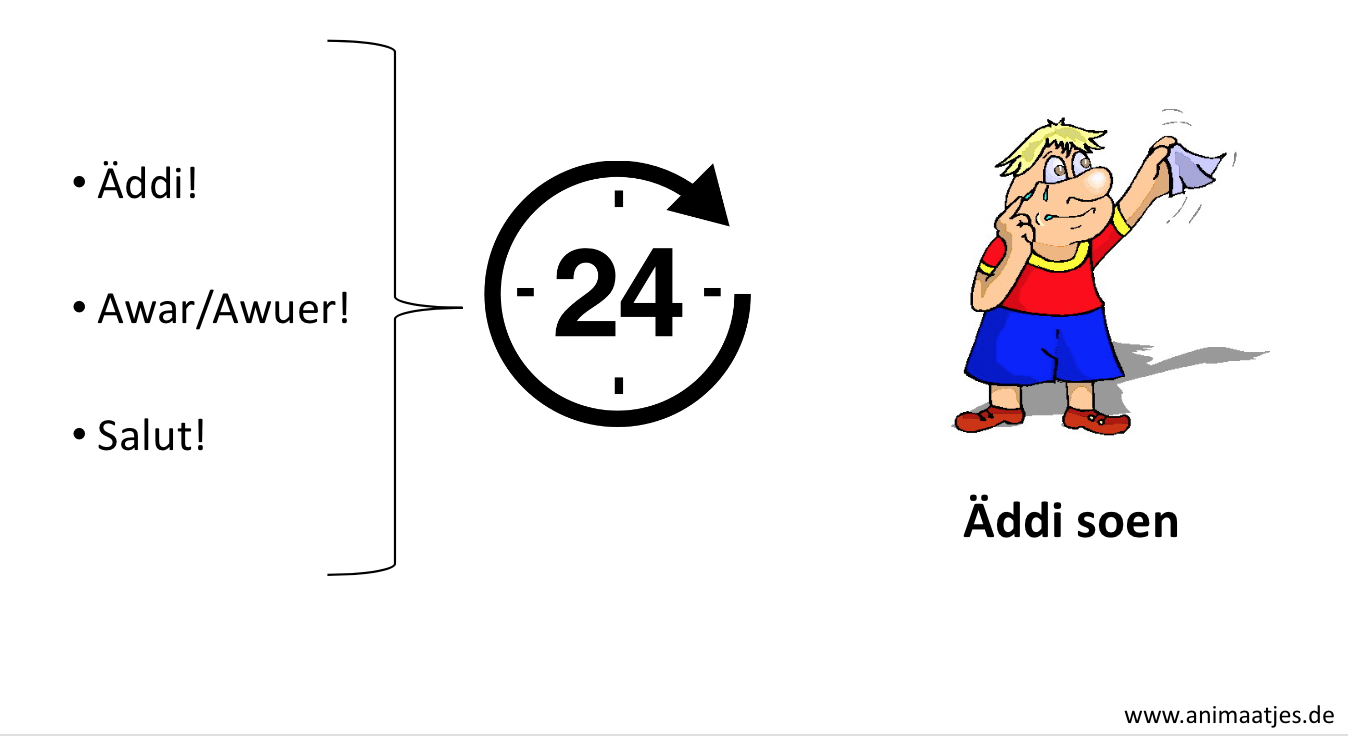 • Äddi!
• Awar/Awuer!
• Salut!
24
Äddi soen
www.animaatjes.de